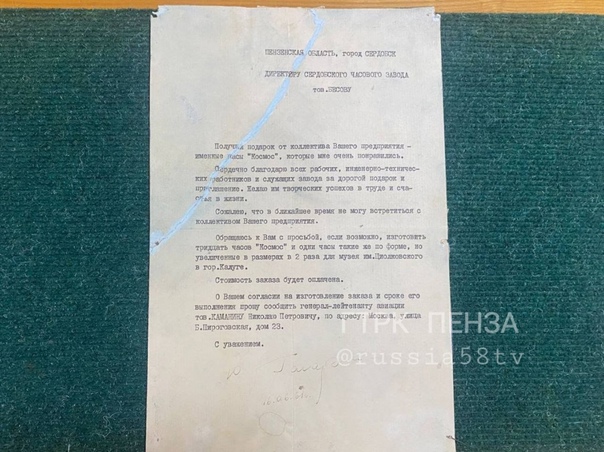 ПЕНЗЕНСКАЯ ОБЛАСТЬ, город СЕРДОБСК
ДИРЕКТОРУ СЕРДОБСКОГО ЧАСОВОГО ЗАВОДА
тов.БЕСОВУ
Получил подарок от коллектива Вашего предприятия -
именные часы "Космос", которые мне очень понравились.
Сердечно благодарю всех рабочих, инженерно-техничес-
ких работников и служащих завода за дорогой подарок и
приглашение. Желаю им творческих успехов в труде и сча-
стья в жизни.
Сожалею, что в ближайшее время не могу встретиться с
коллективом Вашего предприятия.
Обращаюсь к Вам с просьбой, если возможно, изготовить
тридцать часов "Космос" и одни часы такие же по форме, но
увеличенные в размерах в 2 раза для музея им.Циолковского
в гор.Калуге.
Стоимость заказа будет оплачена.
О Вашем согласии на изготовление заказа и сроке его
выполнения прошу сообщить генерал-лейтенанту авиации
тов.КАМАНИНУ Николаю Петровичу, по адресу: Москва, улица
Б.Пироговская, дом 23.
С уважением.
ГТРК ПЕНЗА
@russia58tv